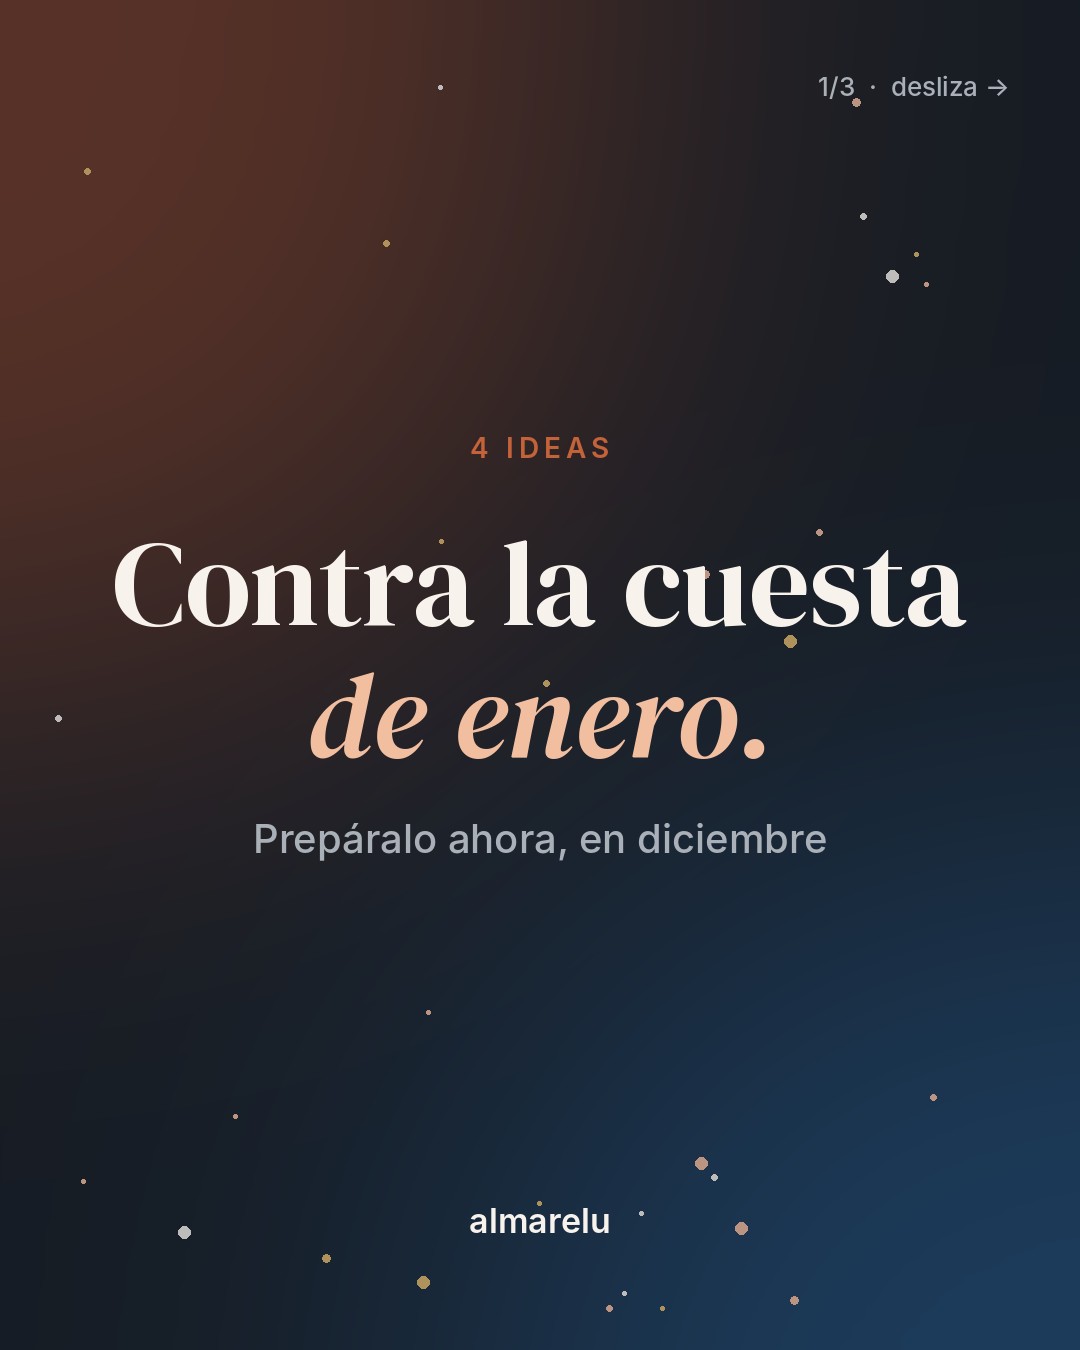 1/3 · desliza →
4 IDEAS
Contra la cuesta
de enero.
Prepáralo ahora, en diciembre
almarelu